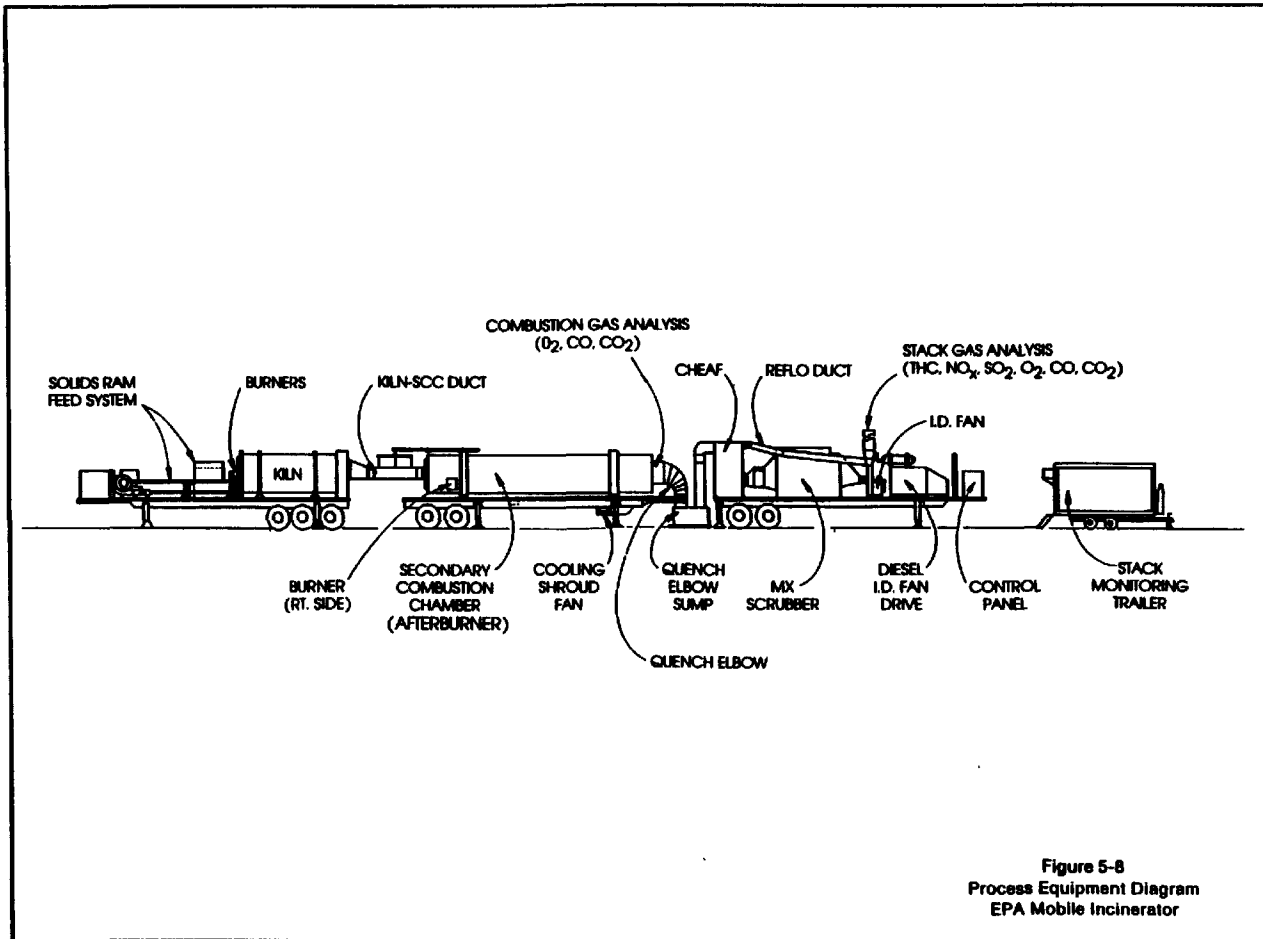 COMBUSTION GAS ANALYSIS
(O₂, CO, CO₂)
STACK GAS ANALYSIS
(THC, NOₓ, SO₂, O₂, CO, CO₂)
SOLIDS RAM
FEED SYSTEM
BURNERS
KILN-SCC DUCT
CHEAF
REFLO DUCT
I.D. FAN
KILN
BURNER
(RT. SIDE)
SECONDARY
COMBUSTION
CHAMBER
(AFTERBURNER)
COOLING
SHROUD
FAN
QUENCH
ELBOW
SUMP
MX
SCRUBBER
DIESEL
I.D. FAN
DRIVE
CONTROL
PANEL
STACK
MONITORING
TRAILER
QUENCH ELBOW
Figure 5-8
Process Equipment Diagram
EPA Mobile Incinerator